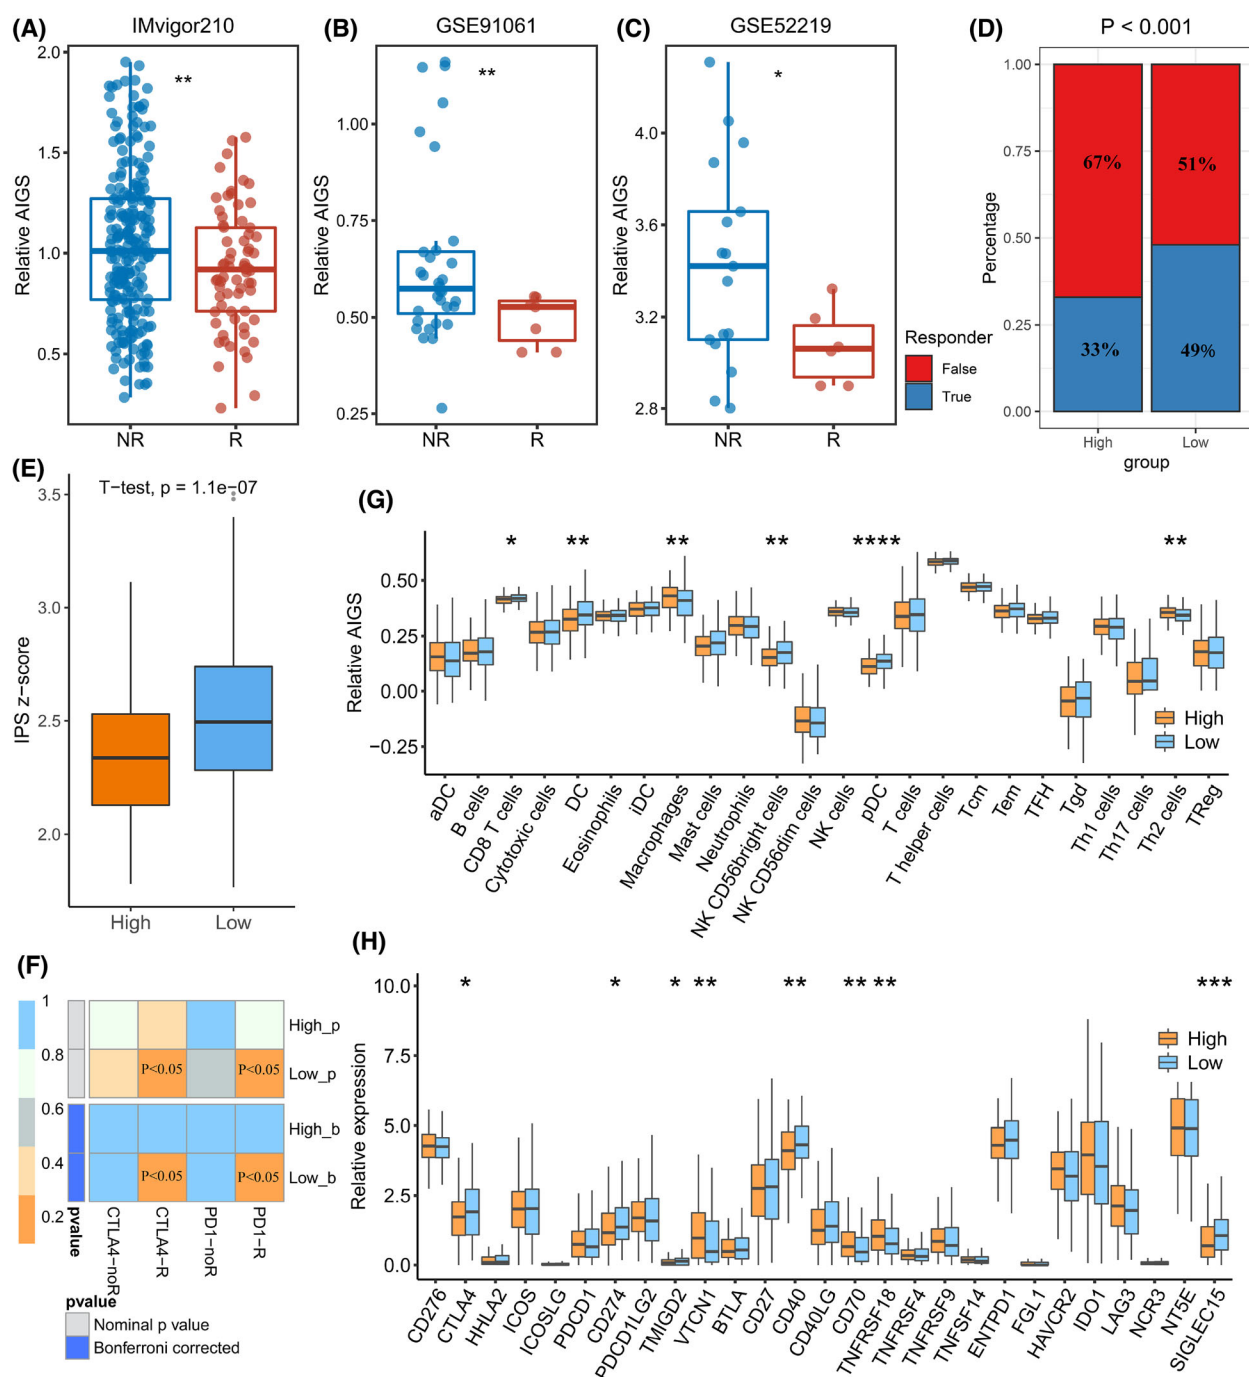 (A)
IMvigor210
**
Relative AIGS
2.0
1.5
1.0
0.5
NR
R
(B)
GSE91061
**
Relative AIGS
1.00
0.75
0.50
0.25
NR
R
(C)
GSE52219
*
Relative AIGS
4.0
3.6
3.2
2.8
NR
R
Responder
False
True
(D)
P < 0.001
Percentage
1.00
0.75
0.50
0.25
0.00
67%
51%
33%
49%
High
Low
group
(E)
T−test, p = 1.1e−07
IPS z−score
3.5
3.0
2.5
2.0
High
Low
(G)
* ** ** ** **** **
Relative AIGS
0.50
0.25
0.00
−0.25
High
Low
aDC
B cells
CD8 T cells
Cytotoxic cells
DC
Eosinophils
iDC
Macrophages
Mast cells
Neutrophils
NK CD56bright cells
NK CD56dim cells
NK cells
pDC
T cells
T helper cells
Tcm
Tem
TFH
Tgd
Th1 cells
Th17 cells
Th2 cells
TReg
(F)
1
0.8
0.6
0.4
0.2
High_p
P<0.05
P<0.05
Low_p
High_b
P<0.05
P<0.05
Low_b
pvalue
CTLA4−noR
CTLA4−R
PD1−noR
PD1−R
pvalue
Nominal p value
Bonferroni corrected
(H)
* * * ** ** ** ** ***
Relative expression
10.0
7.5
5.0
2.5
0.0
High
Low
CD276
CTLA4
HHLA2
ICOS
ICOSLG
PDCD1
CD274
PDCD1LG2
TMIGD2
VTCN1
BTLA
CD27
CD40
CD40LG
CD70
TNFRSF18
TNFRSF4
TNFRSF9
TNFSF14
ENTPD1
FGL1
HAVCR2
IDO1
LAG3
NCR3
NT5E
SIGLEC15